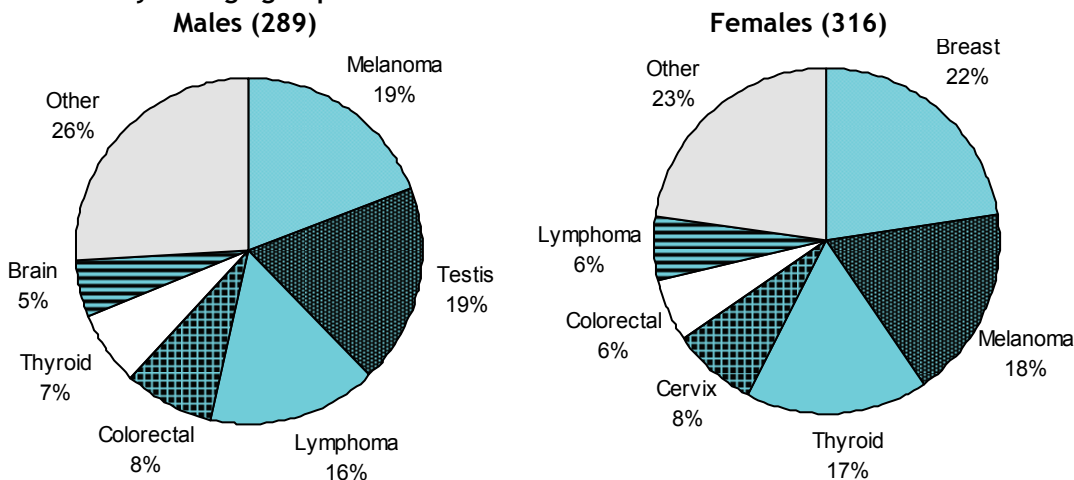 Males (289)
Melanoma
19%
Testis
19%
Lymphoma
16%
Colorectal
8%
Thyroid
7%
Brain
5%
Other
26%
Females (316)
Breast
22%
Melanoma
18%
Thyroid
17%
Cervix
8%
Colorectal
6%
Lymphoma
6%
Other
23%